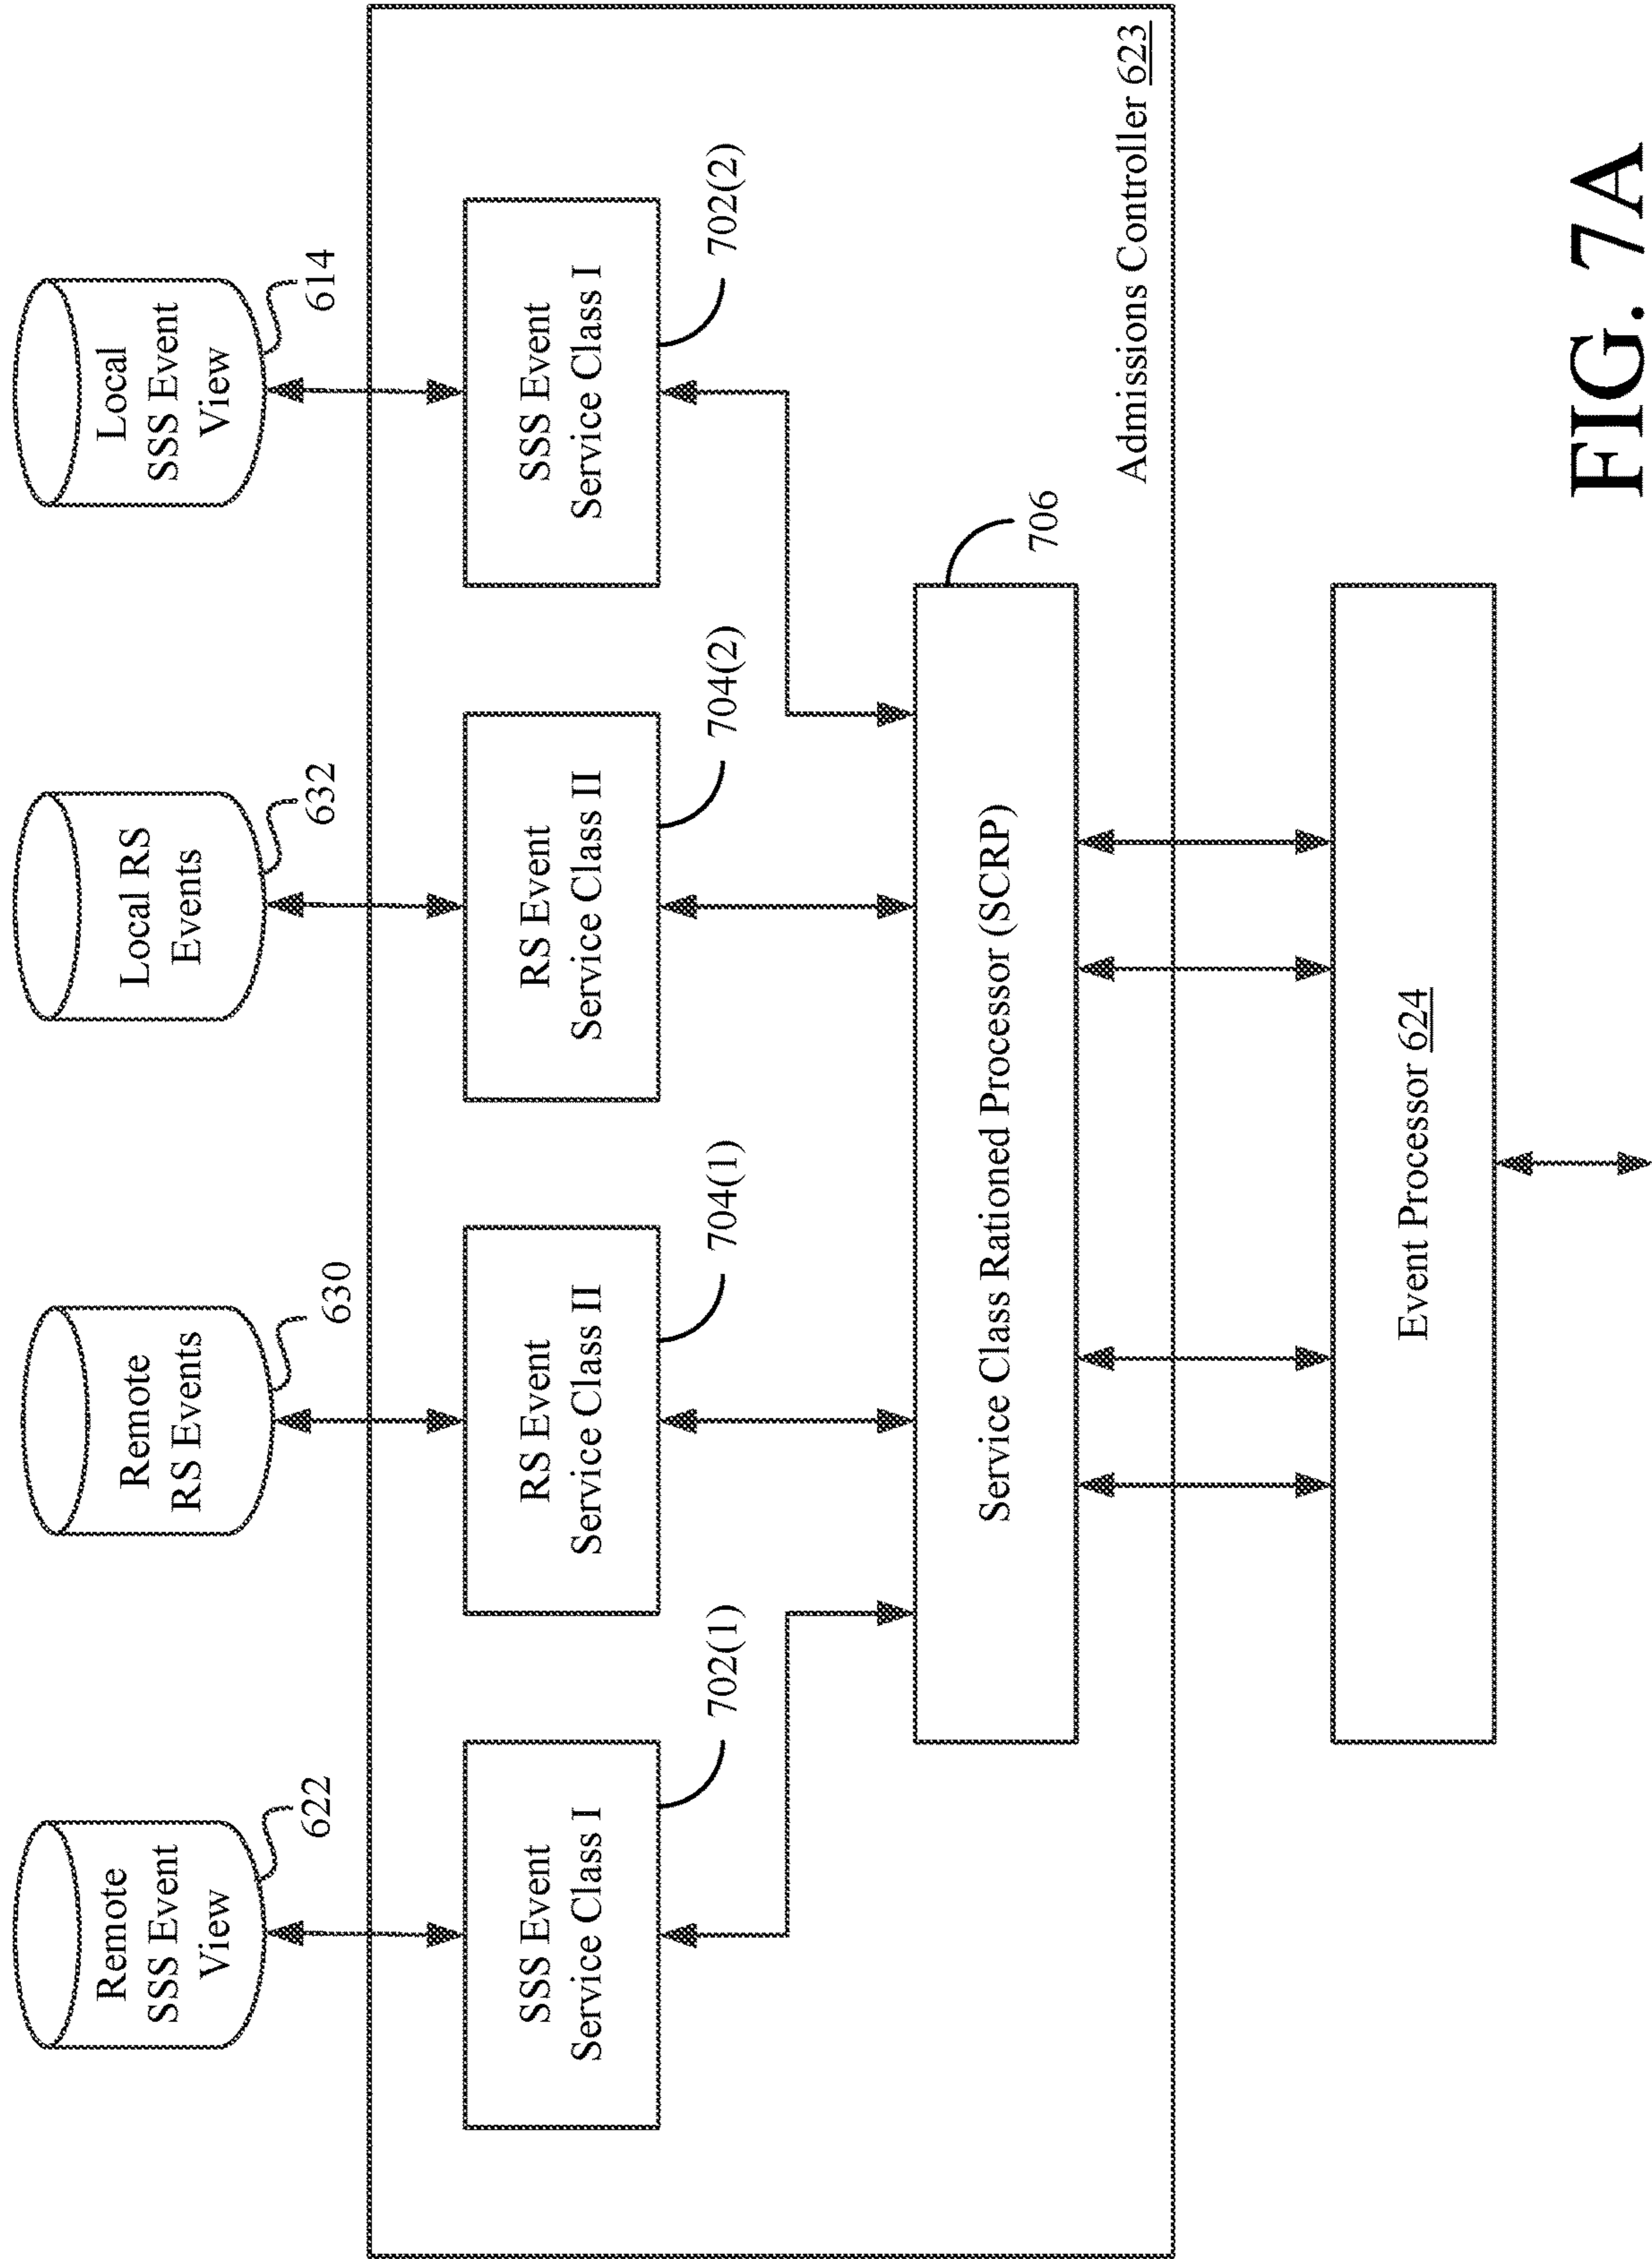 Remote
SSS Event
View
622
Remote
RS Events
630
Local RS
Events
632
Local
SSS Event
View
614
SSS Event
Service Class I
702(1)
RS Event
Service Class II
704(1)
RS Event
Service Class II
704(2)
SSS Event
Service Class I
702(2)
Service Class Rationed Processor (SCRP)
706
Admissions Controller 623
Event Processor 624
FIG. 7A